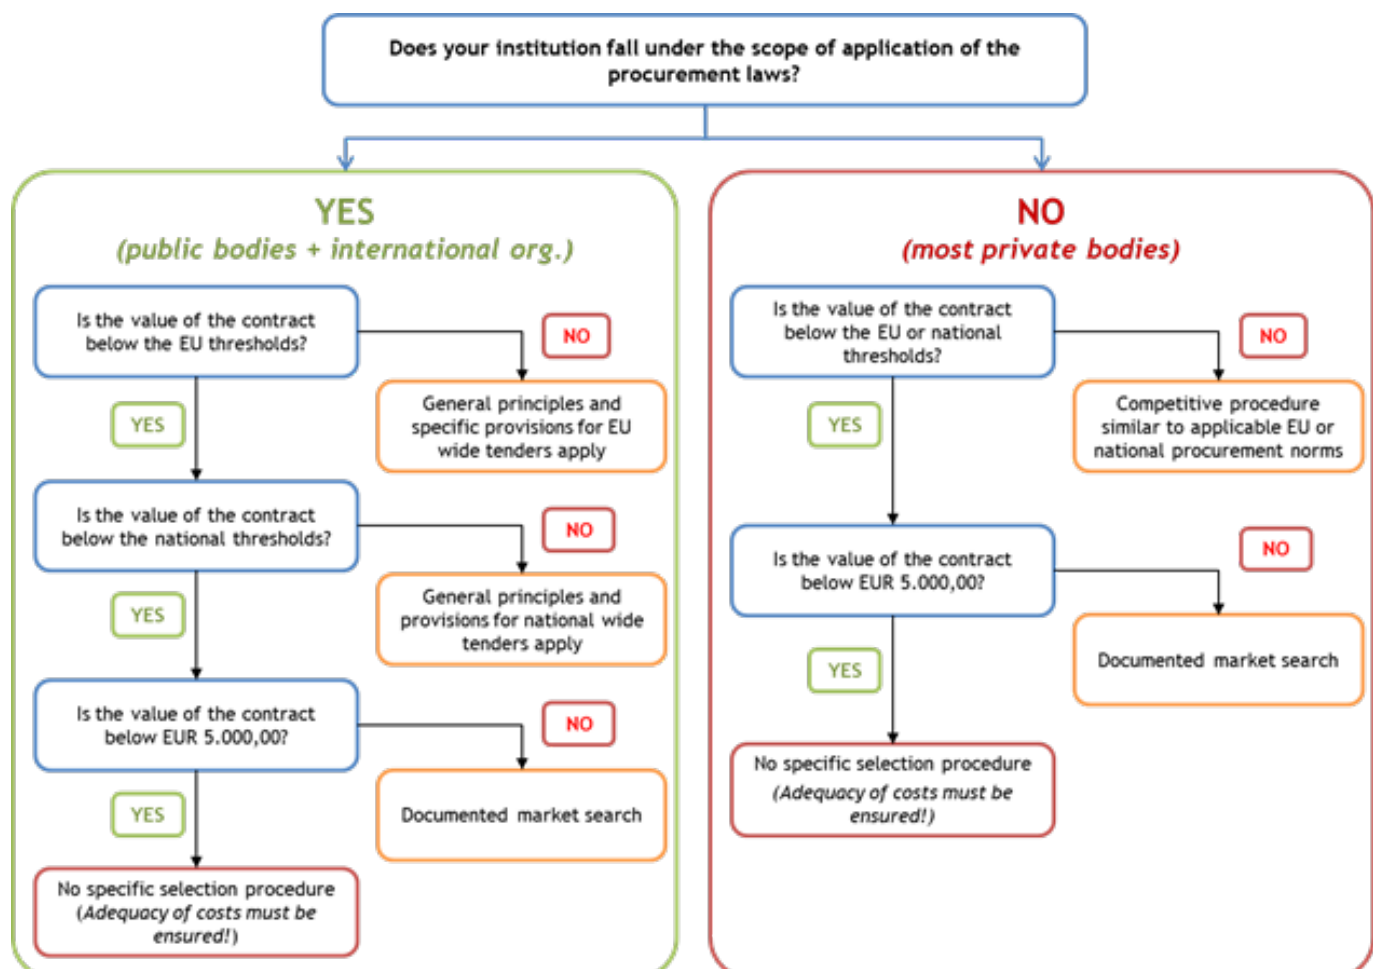 Does your institution fall under the scope of application of the
procurement laws?
YES
(public bodies + international org.)
Is the value of the contract
below the EU thresholds?
NO
General principles and
specific provisions for EU
wide tenders apply
YES
Is the value of the contract
below the national thresholds?
NO
General principles and
provisions for national wide
tenders apply
YES
Is the value of the contract
below EUR 5.000,00?
NO
Documented market search
YES
No specific selection procedure
(Adequacy of costs must be
ensured!)
NO
(most private bodies)
Is the value of the contract
below the EU or national
thresholds?
NO
Competitive procedure
similar to applicable EU or
national procurement norms
YES
Is the value of the contract
below EUR 5.000,00?
NO
Documented market search
YES
No specific selection procedure
(Adequacy of costs must be
ensured!)